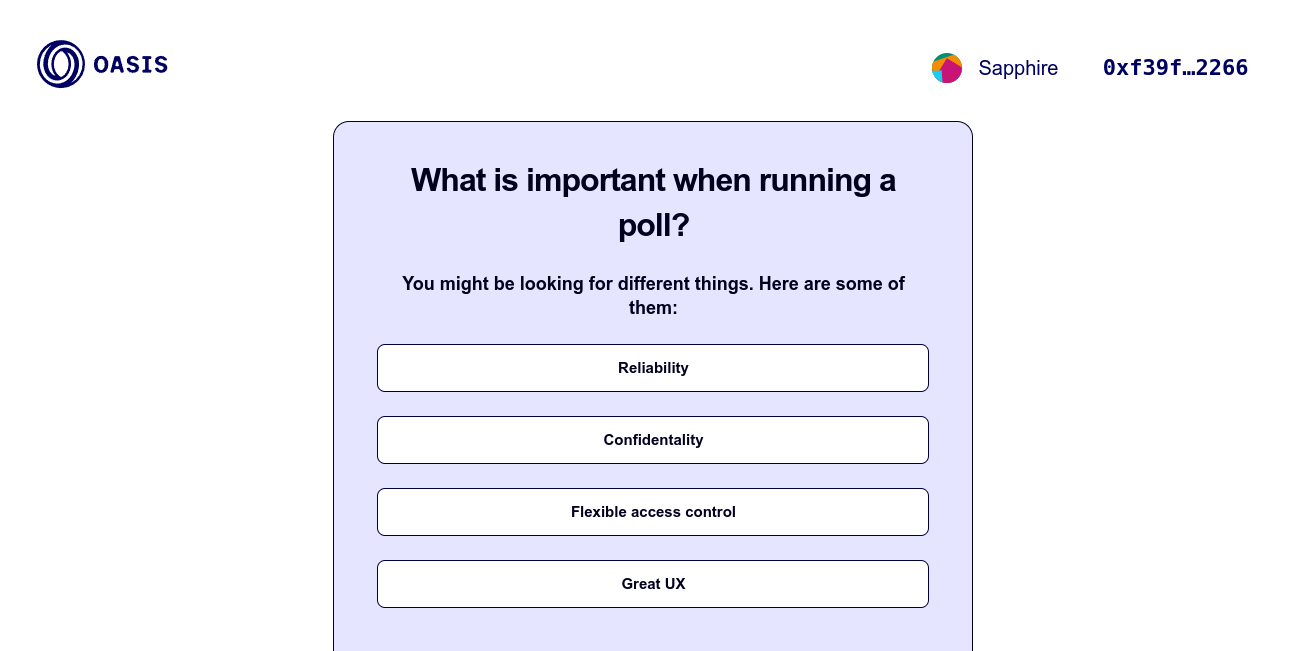 OASIS
Sapphire
0xf39f…2266
What is important when running a
poll?
You might be looking for different things. Here are some of
them:
Reliability
Confidentality
Flexible access control
Great UX